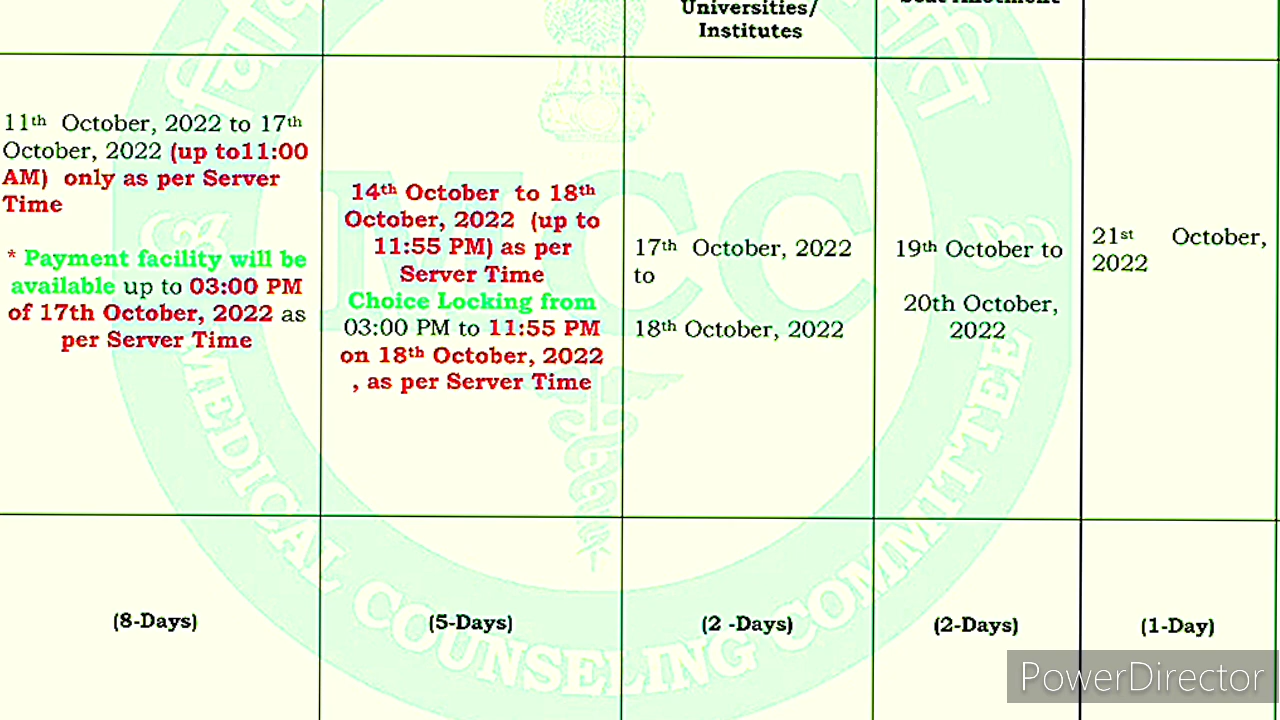 Universities/
Institutes
11th October, 2022 to 17th
October, 2022 (up to11:00
AM) only as per Server
Time
* Payment facility will be
available up to 03:00 PM
of 17th October, 2022 as
per Server Time
14th October to 18th
October, 2022 (up to
11:55 PM) as per
Server Time
Choice Locking from
03:00 PM to 11:55 PM
on 18th October, 2022
, as per Server Time
17th October, 2022
to
18th October, 2022
19th October to
20th October,
2022
21st October,
2022
(8-Days)
(5-Days)
(2 -Days)
(2-Days)
(1-Day)
MCC
MEDICAL COUNSELING COMMITTEE
PowerDirector